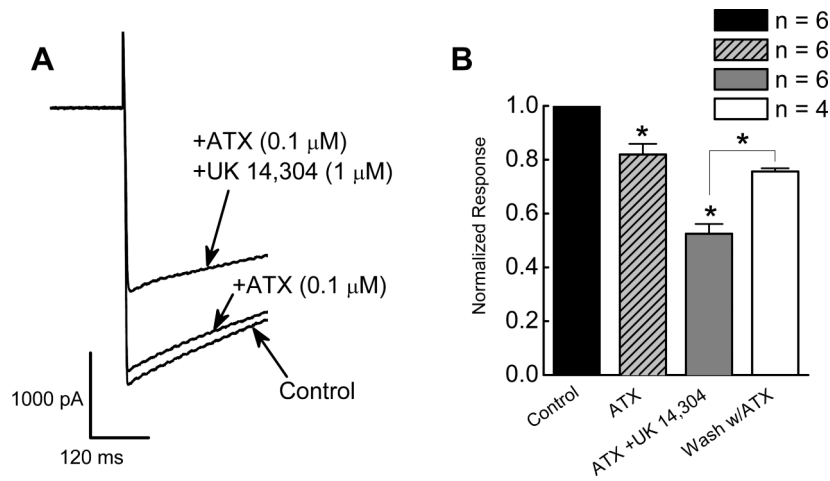 A
+ATX (0.1 μM)
+UK 14,304 (1 μM)
+ATX (0.1 μM)
Control
1000 pA
120 ms
B
n = 6
n = 6
n = 6
n = 4
Normalized Response
1.0
0.8
0.6
0.4
0.2
0.0
*
*
*
Control
ATX
ATX +UK 14,304
Wash w/ATX